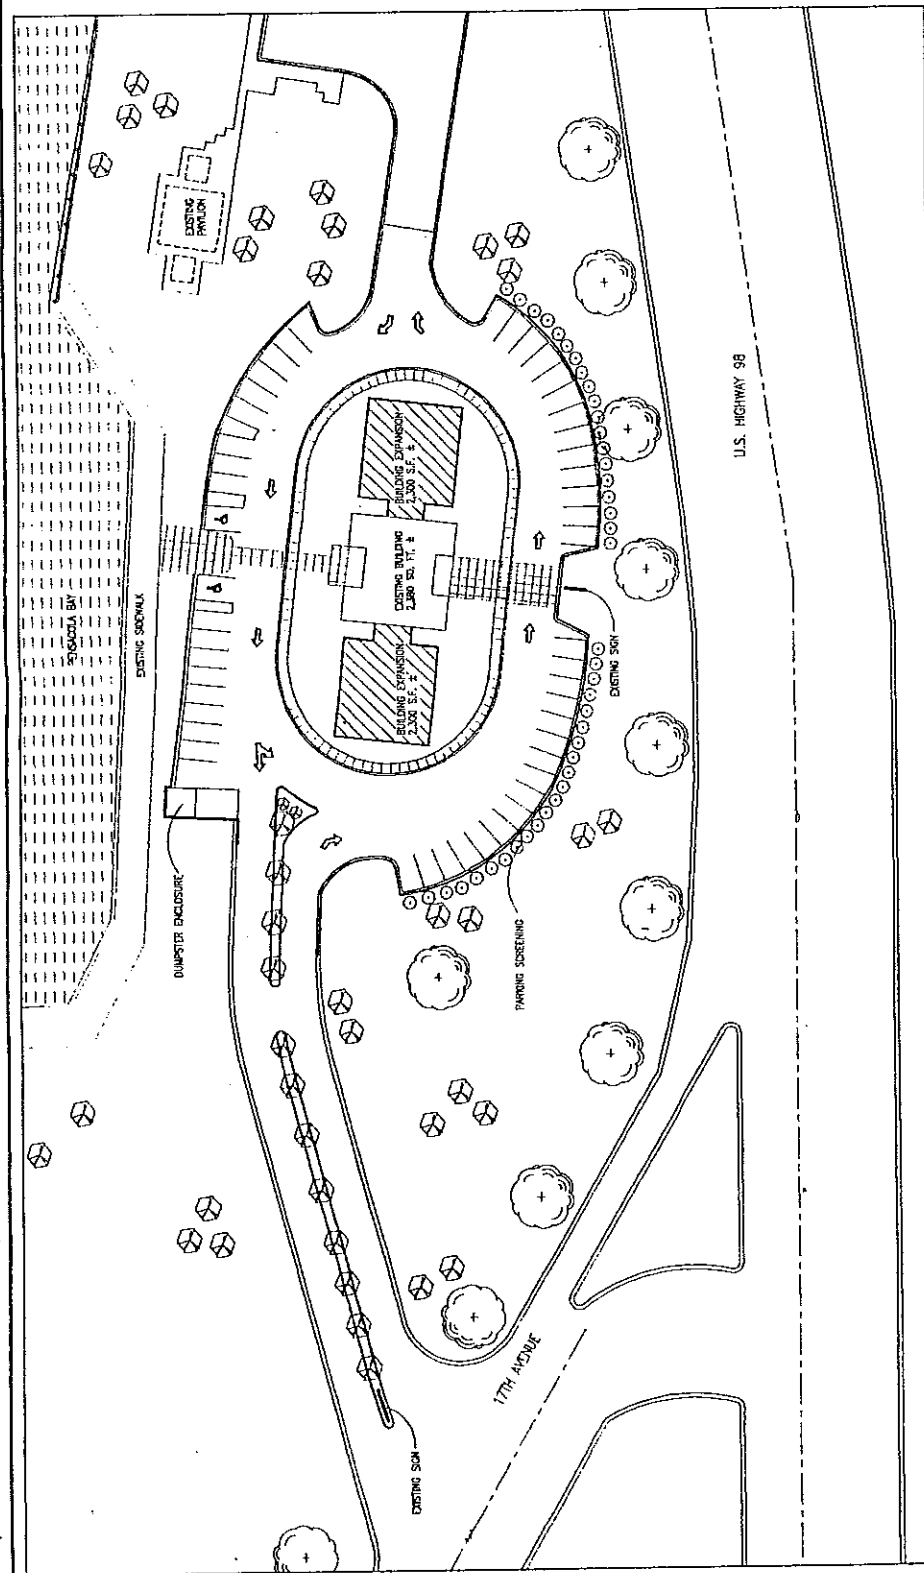 EXISTING
PAVILION
U.S. HIGHWAY 98
PENSACOLA BAY
EXISTING SIDEWALK
BUILDING EXPANSION
2,300 S.F. ±
EXISTING BUILDING
2,980 SQ. FT. ±
BUILDING EXPANSION
2,300 S.F. ±
EXISTING SIGN
DUMPSTER ENCLOSURE
PARKING SCREENING
17TH AVENUE
EXISTING SIGN